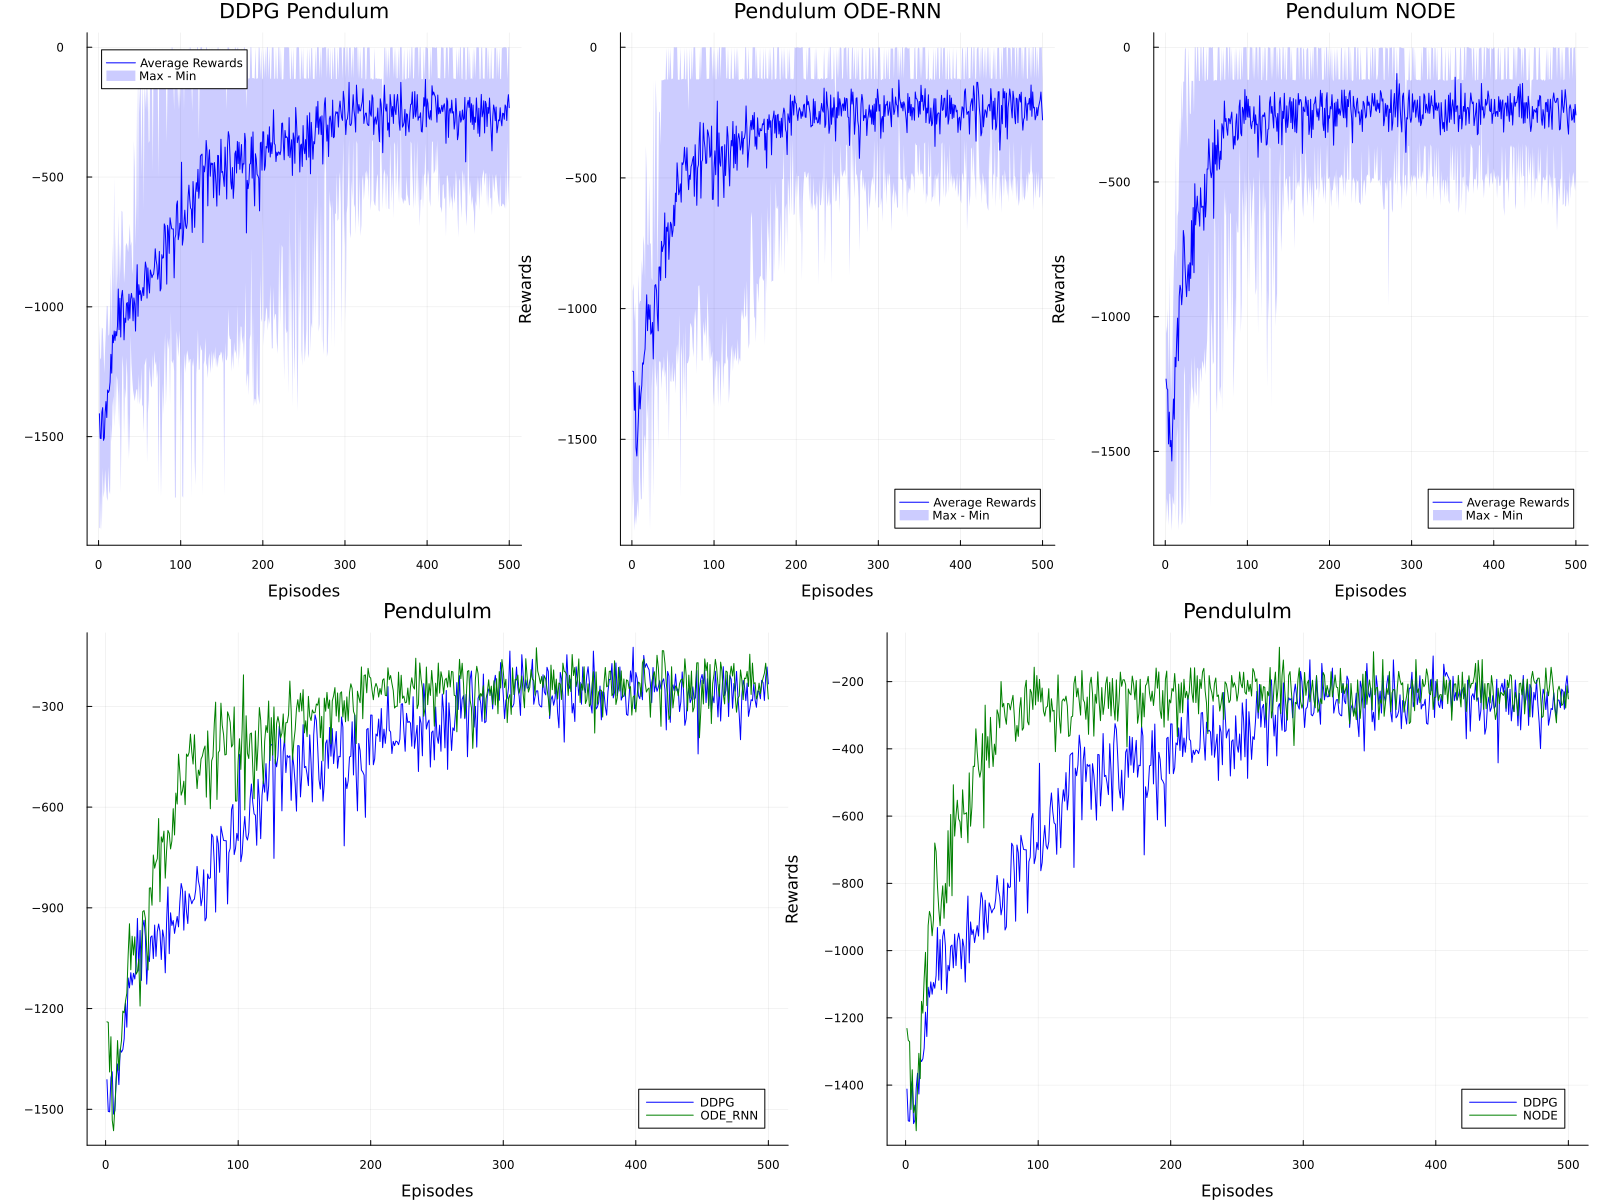 DDPG Pendulum
Pendulum ODE-RNN
Pendulum NODE
0
−500
−1000
−1500
Average Rewards
Max - Min
0 100 200 300 400 500
Episodes
Rewards
0
−500
−1000
−1500
Average Rewards
Max - Min
0 100 200 300 400 500
Episodes
Rewards
0
−500
−1000
−1500
Average Rewards
Max - Min
0 100 200 300 400 500
Episodes
Pendululm
−300
−600
−900
−1200
−1500
DDPG
ODE_RNN
0 100 200 300 400 500
Episodes
Pendululm
Rewards
−200
−400
−600
−800
−1000
−1200
−1400
DDPG
NODE
0 100 200 300 400 500
Episodes